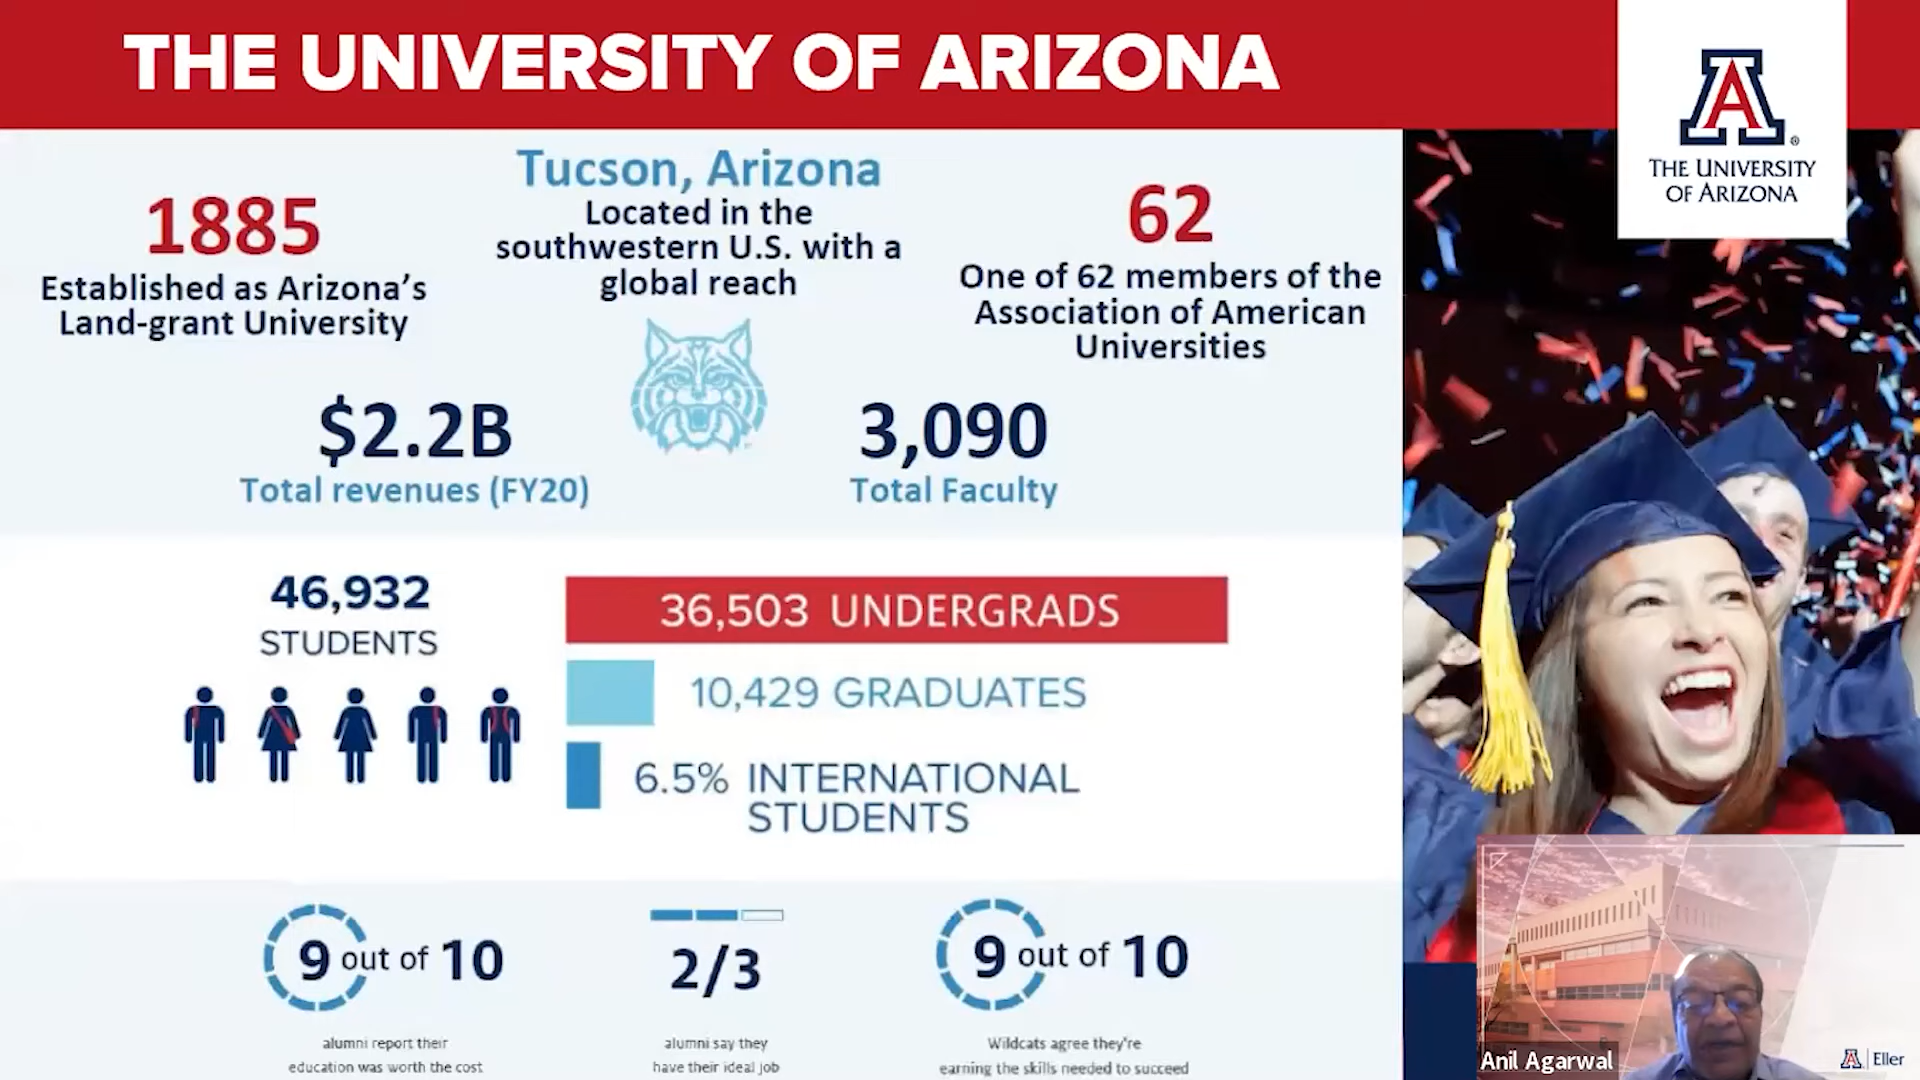 THE UNIVERSITY OF ARIZONA
A®
THE UNIVERSITY
OF ARIZONA
1885
Established as Arizona’s
Land-grant University
Tucson, Arizona
Located in the
southwestern U.S. with a
global reach
62
One of 62 members of the
Association of American
Universities
$2.2B
Total revenues (FY20)
3,090
Total Faculty
46,932
STUDENTS
36,503 UNDERGRADS
10,429 GRADUATES
6.5% INTERNATIONAL
STUDENTS
9 out of 10
alumni report their
education was worth the cost
2/3
alumni say they
have their ideal job
9 out of 10
Wildcats agree they're
earning the skills needed to succeed
Anil Agarwal
A Eller